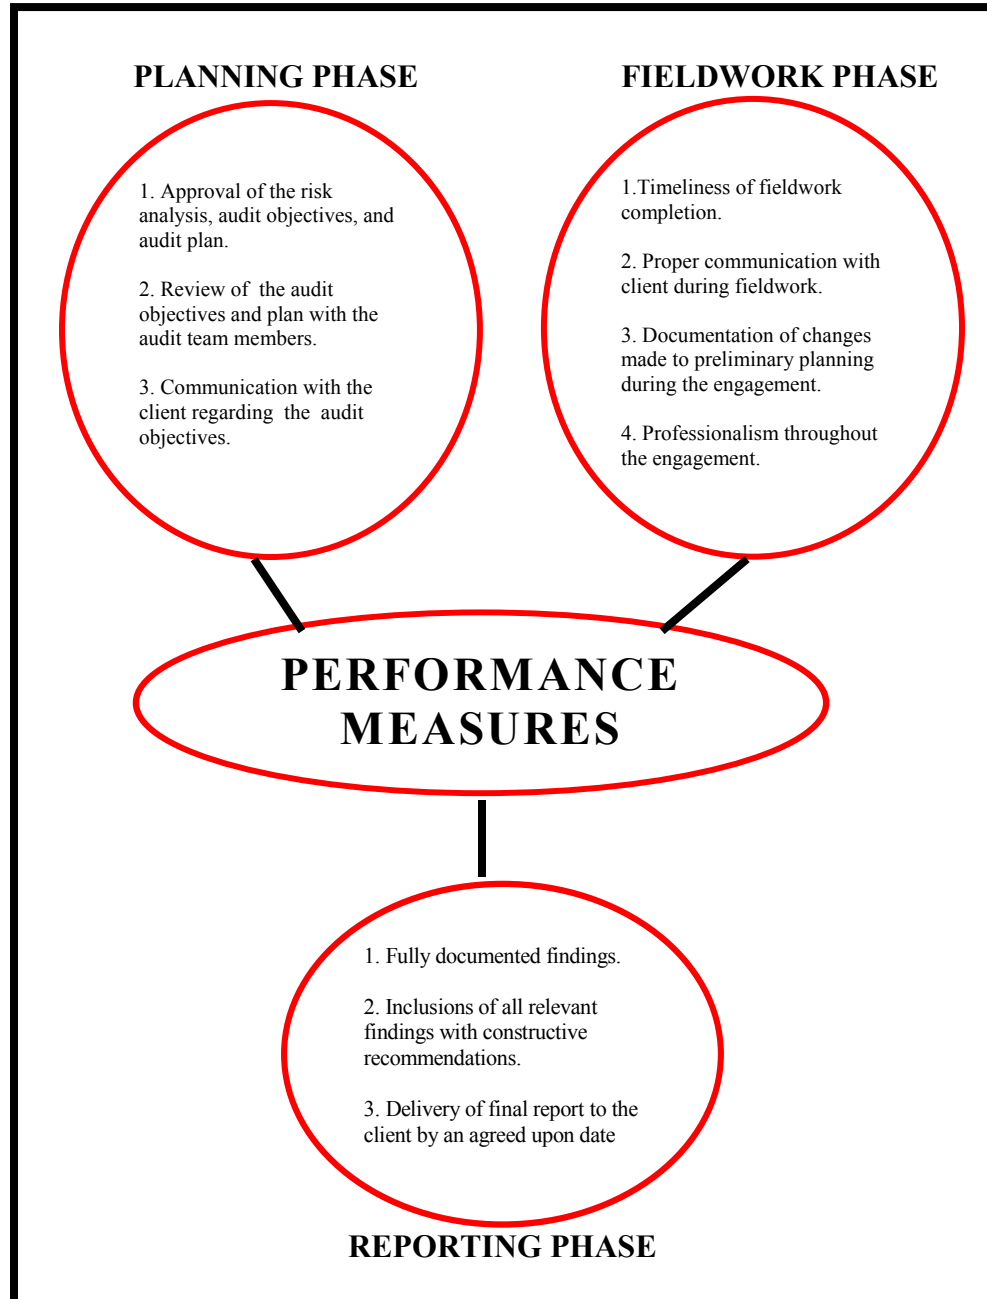 PLANNING PHASE
1. Approval of the risk
analysis, audit objectives, and
audit plan.
2. Review of  the audit
objectives and plan with the
audit team members.
3. Communication with the
client regarding  the  audit
objectives.
FIELDWORK PHASE
1.Timeliness of fieldwork
completion.
2. Proper communication with
client during fieldwork.
3. Documentation of changes
made to preliminary planning
during the engagement.
4. Professionalism throughout
the engagement.
PERFORMANCE
MEASURES
1. Fully documented findings.
2. Inclusions of all relevant
findings with constructive
recommendations.
3. Delivery of final report to the
client by an agreed upon date
REPORTING PHASE